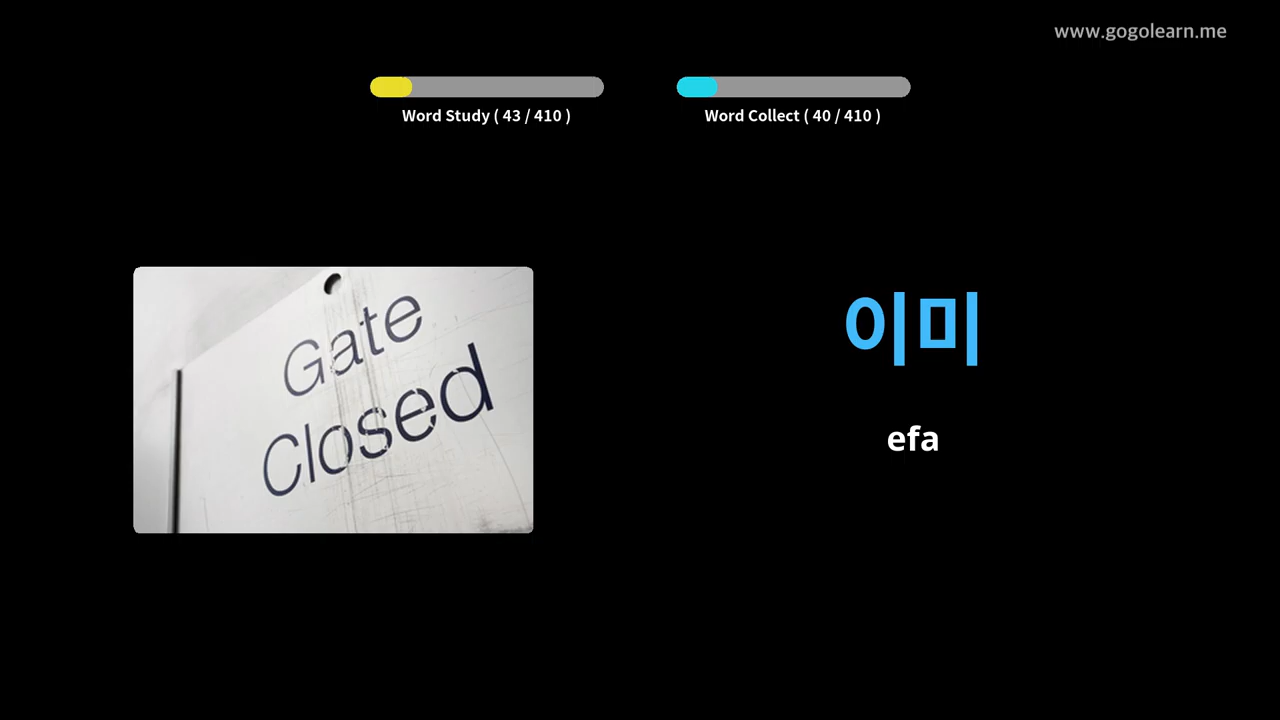 www.gogolearn.me
Word Study ( 43 / 410 )
Word Collect ( 40 / 410 )
Gate
Closed
이미
efa